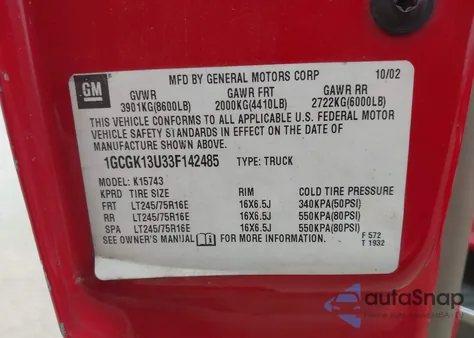 GM
MFD BY GENERAL MOTORS CORP 10/02
GVWR GAWR FRT GAWR RR
3901KG(8600LB) 2000KG(4410LB) 2722KG(6000LB)
THIS VEHICLE CONFORMS TO ALL APPLICABLE U.S. FEDERAL MOTOR
VEHICLE SAFETY STANDARDS IN EFFECT ON THE DATE OF
MANUFACTURE SHOWN ABOVE.
1GCGK13U33F142485 TYPE: TRUCK
MODEL: K15743
KPRD TIRE SIZE RIM COLD TIRE PRESSURE
FRT LT245/75R16E 16X6.5J 340KPA(50PSI)
RR LT245/75R16E 16X6.5J 550KPA(80PSI)
SPA LT245/75R16E 16X6.5J 550KPA(80PSI)
SEE OWNER'S MANUAL FOR MORE INFORMATION. F 572
T 1932
autoSnap